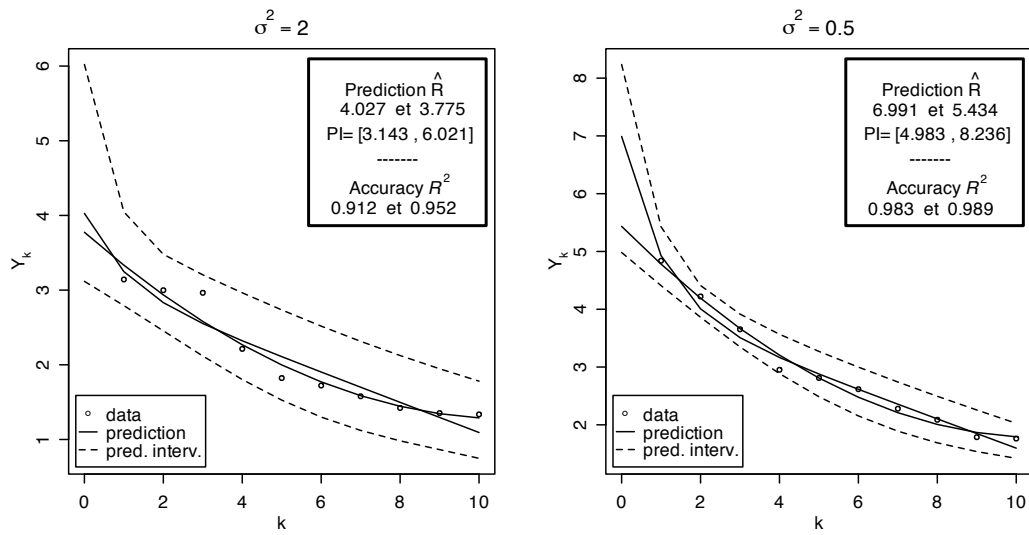 σ² = 2
Y_k
6
5
4
3
2
1
Prediction R̂
4.027 et 3.775
PI= [3.143 , 6.021]
-------
Accuracy R²
0.912 et 0.952
data
prediction
pred. interv.
0 2 4 6 8 10
k
σ² = 0.5
Y_k
8
7
6
5
4
3
2
Prediction R̂
6.991 et 5.434
PI= [4.983 , 8.236]
-------
Accuracy R²
0.983 et 0.989
data
prediction
pred. interv.
0 2 4 6 8 10
k